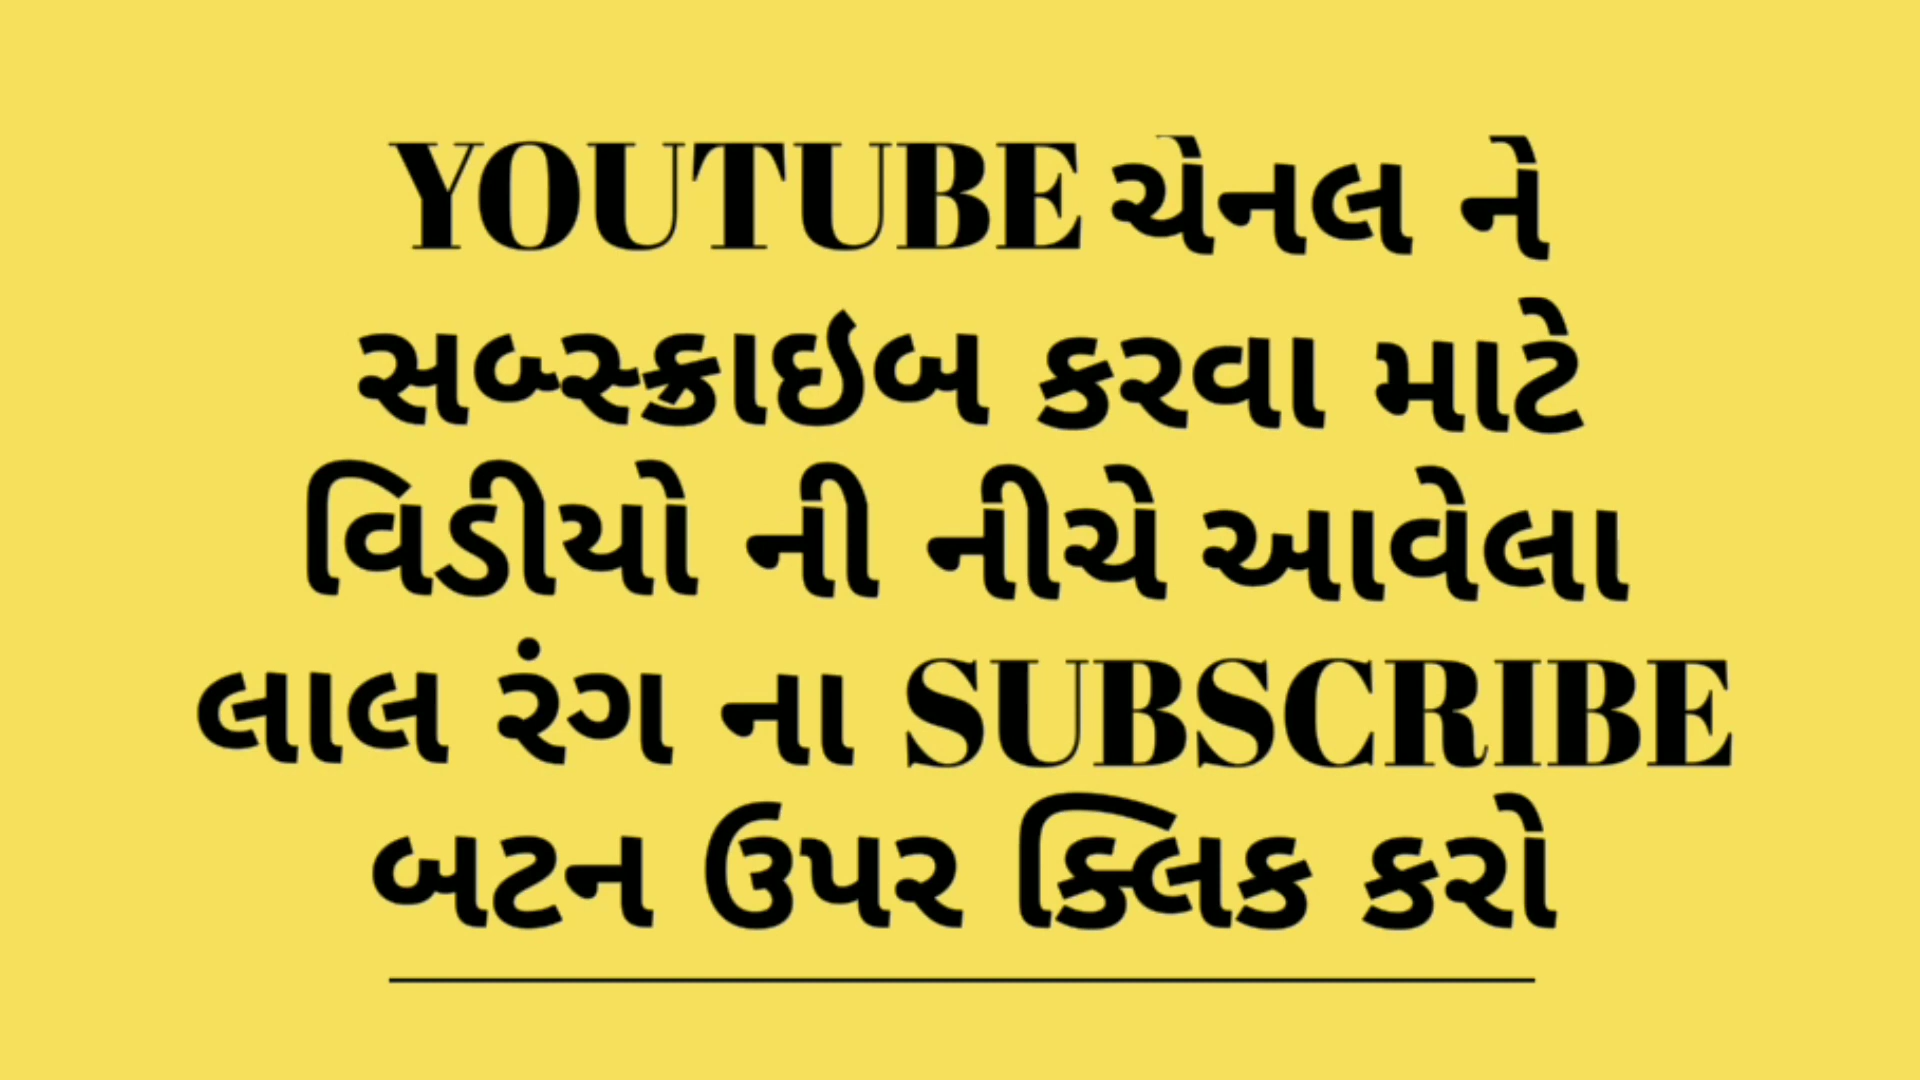 YOUTUBE ચેનલ ને
સબ્સ્ક્રાઇબ કરવા માટે
વિડીયો ની નીચે આવેલા
લાલ રંગ ના SUBSCRIBE
બટન ઉપર ક્લિક કરો